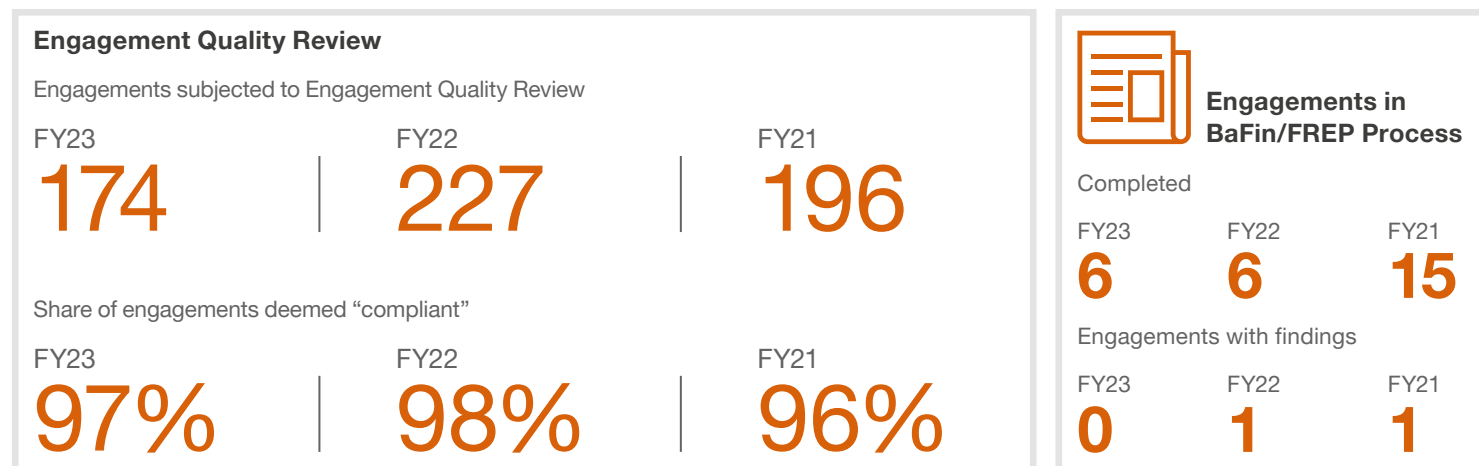 Engagement Quality Review
Engagements subjected to Engagement Quality Review
FY23 FY22 FY21
174 227 196
Share of engagements deemed “compliant”
FY23 FY22 FY21
97% 98% 96%
Engagements in
BaFin/FREP Process
Completed
FY23 FY22 FY21
6 6 15
Engagements with findings
FY23 FY22 FY21
0 1 1